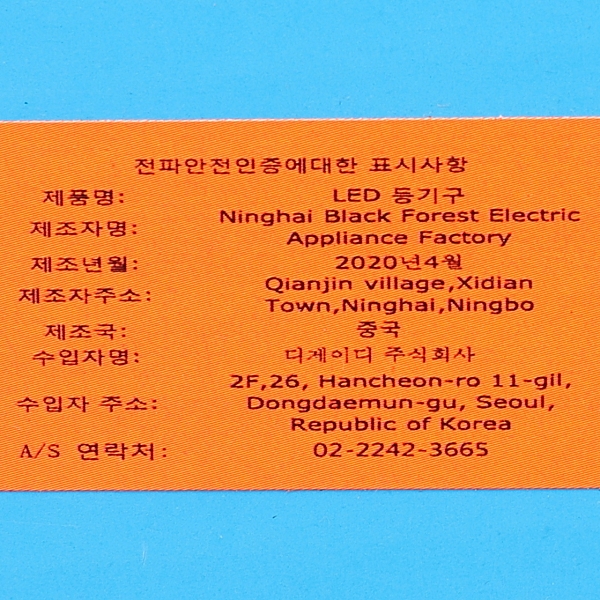 전파안전인증에대한 표시사항
제품명: LED 등기구
제조자명: Ninghai Black Forest Electric
Appliance Factory
제조년월: 2020년4월
제조자주소: Qianjin village,Xidian
Town,Ninghai,Ningbo
제조국: 중국
수입자명: 디게이디 주식회사
수입자 주소: 2F,26, Hancheon-ro 11-gil,
Dongdaemun-gu, Seoul,
Republic of Korea
A/S 연락처: 02-2242-3665